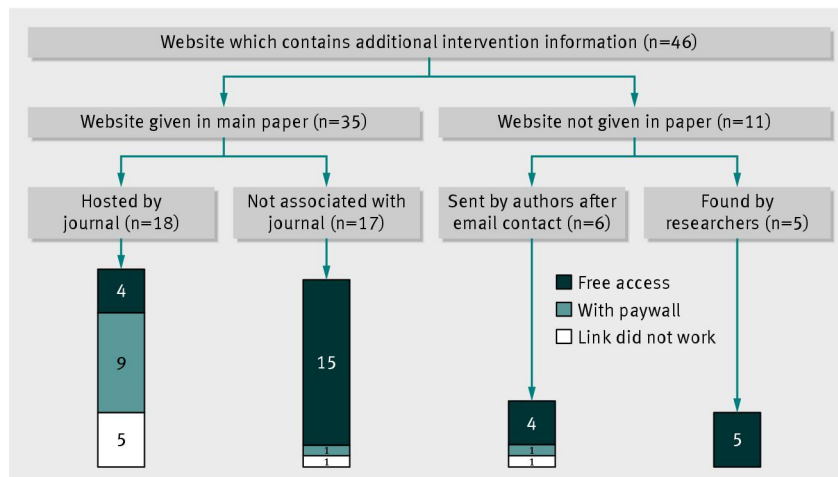 Website which contains additional intervention information (n=46)
Website given in main paper (n=35)
Website not given in paper (n=11)
Hosted by
journal (n=18)
Not associated with
journal (n=17)
Sent by authors after
email contact (n=6)
Found by
researchers (n=5)
4
9
5
15
1
1
Free access
With paywall
Link did not work
4
1
1
5